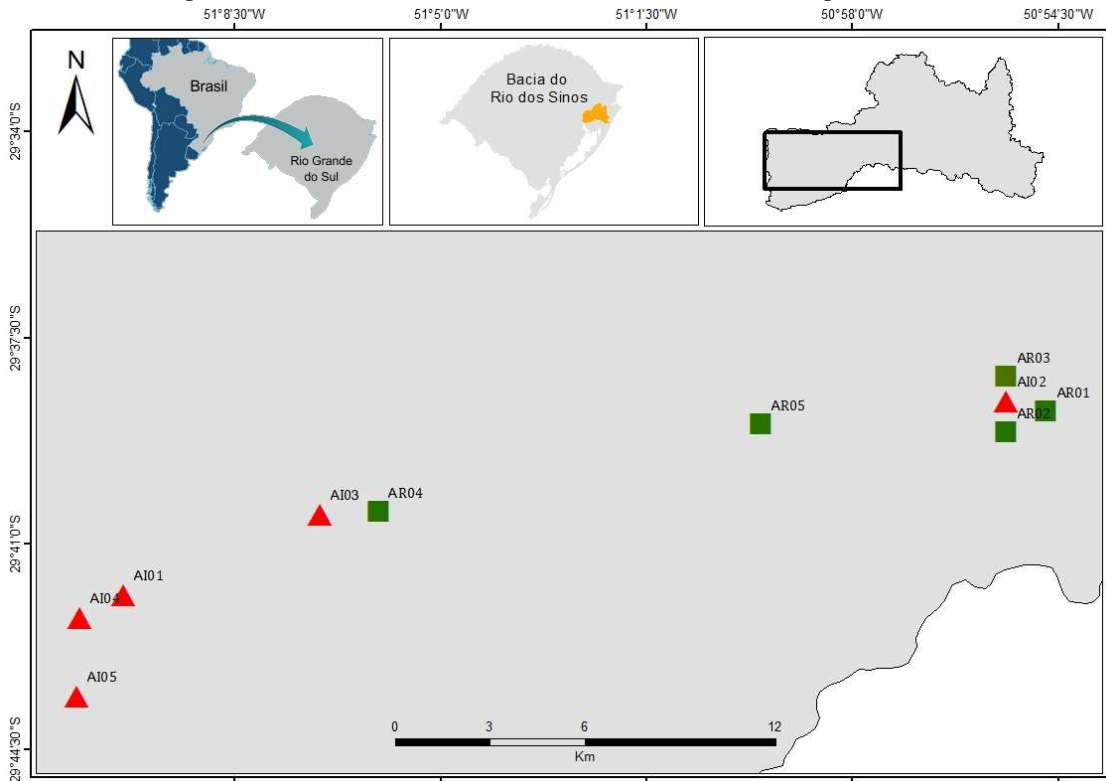 51°8'30"W
51°5'0"W
51°1'30"W
50°58'0"W
50°54'30"W
N
Brasil
Rio Grande
do Sul
Bacia do
Rio dos Sinos
29°34'0"S
29°37'30"S
29°41'0"S
29°44'30"S
AR03
AI02
AR01
AR02
AR05
AI03
AR04
AI01
AI04
AI05
0
3
6
12
Km